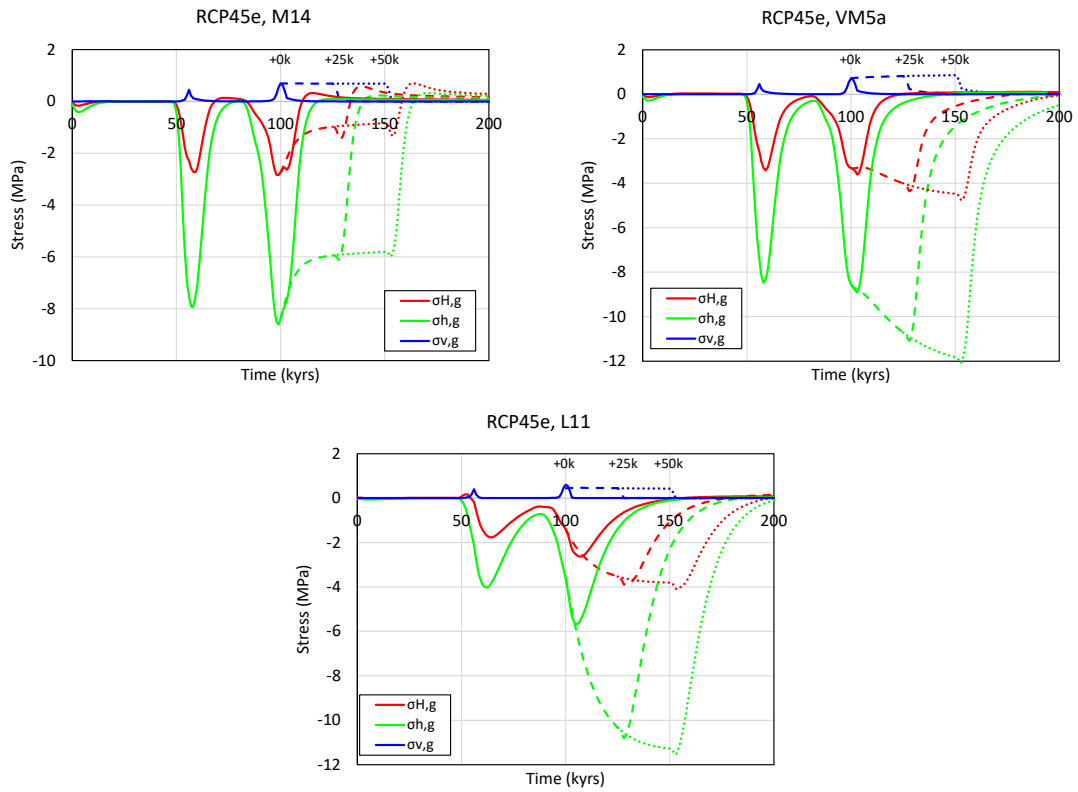 RCP45e, M14
+0k +25k +50k
2
0
-2
-4
-6
-8
-10
0 50 100 150 200
Stress (MPa)
Time (kyrs)
σH,g
σh,g
σv,g
RCP45e, VM5a
+0k +25k +50k
2
0
-2
-4
-6
-8
-10
-12
0 50 100 150 200
Stress (MPa)
Time (kyrs)
σH,g
σh,g
σv,g
RCP45e, L11
+0k +25k +50k
2
0
-2
-4
-6
-8
-10
-12
0 50 100 150 200
Stress (MPa)
Time (kyrs)
σH,g
σh,g
σv,g